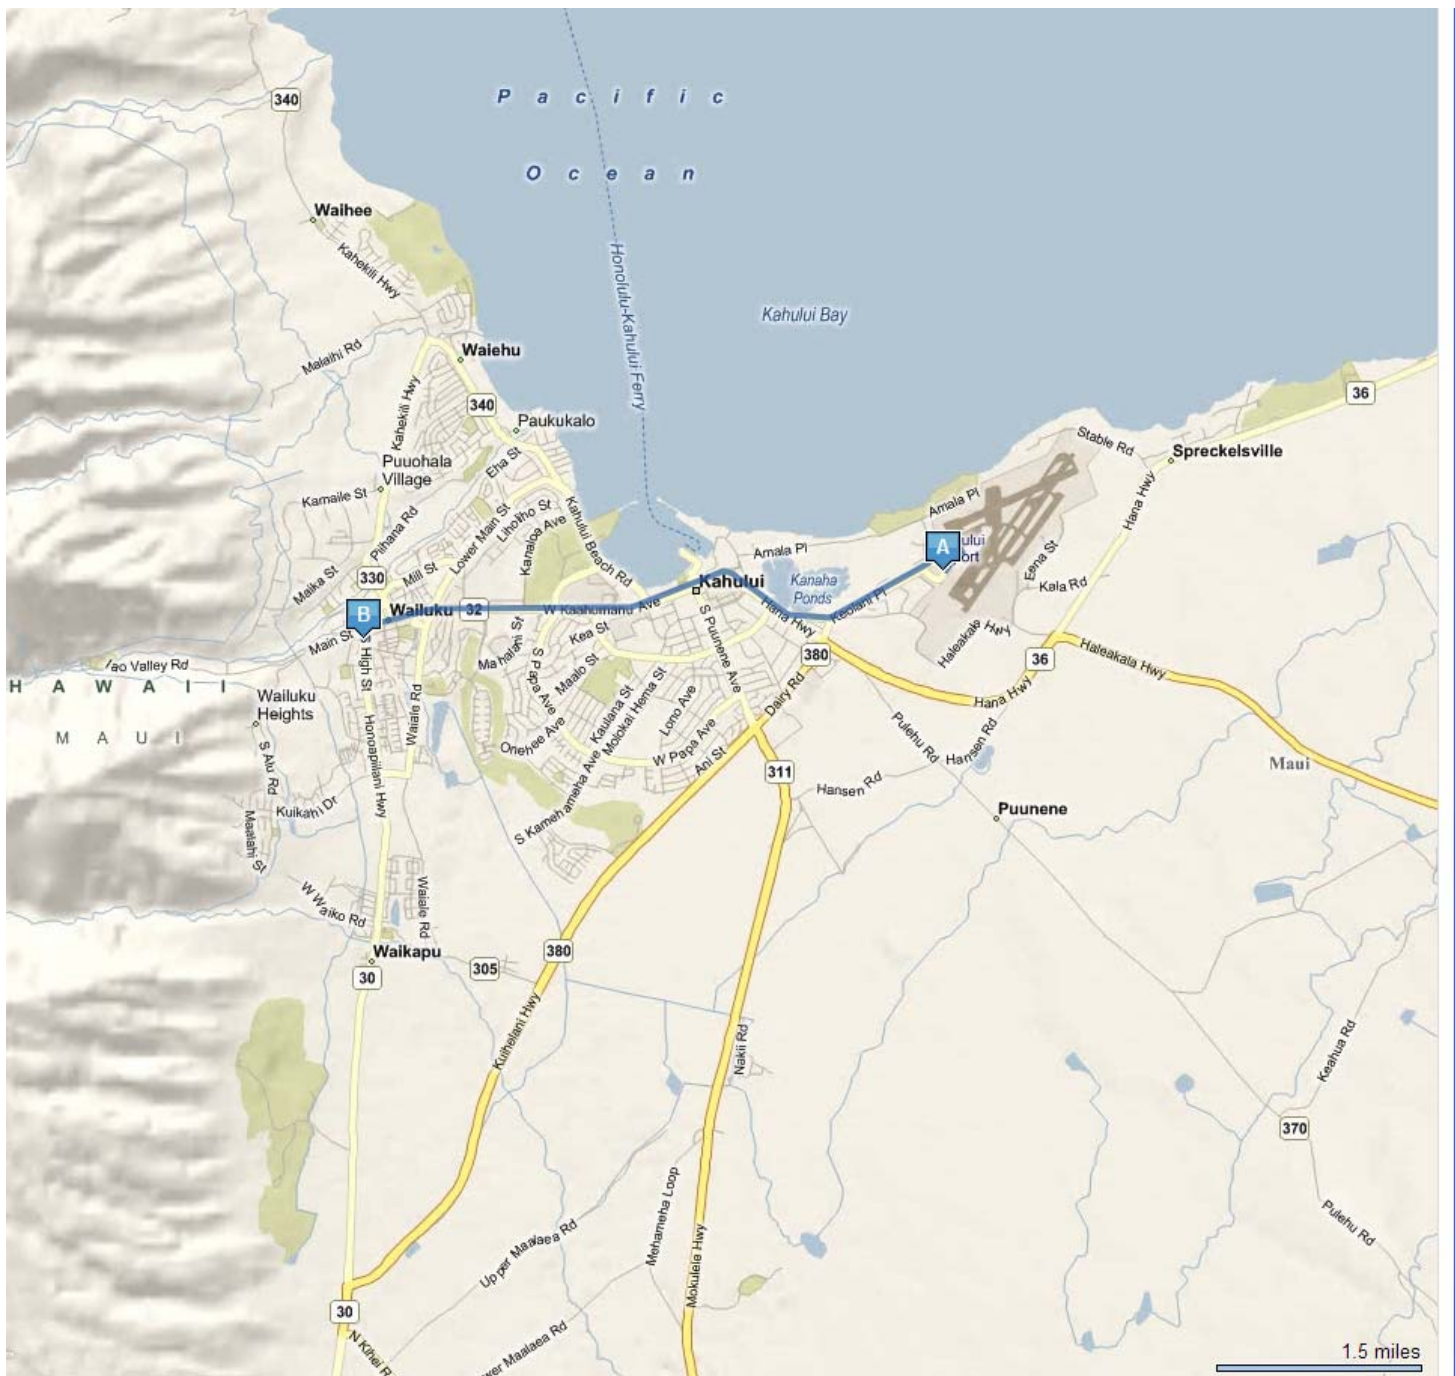 340
Pacific
Ocean
Waihee
Kahekili Hwy
Honolulu-Kahului Ferry
Kahului Bay
Malaihi Rd
Waiehu
Kahekili Hwy
340
Paukukalo
36
Stable Rd
Spreckelsville
Puuohala
Village
Eha St
Kamaile St
Piihana Rd
Lower Main St
Liholiho St
Kanaloa Ave
Kahului Beach Rd
Amala Pl
Hana Hwy
Amala Pl
A
Eena St
Kala Rd
Maika St
330
Mill St
Kahului
Kanaha
Ponds
Keolani Pl
B
Wailuku
32
W Kaahumanu Ave
Hana Hwy
Main St
Iao Valley Rd
High St
Mahalani St
Kea St
S Puunene Ave
380
Haleakala Hwy
36
Haleakala Hwy
HAWAII
MAUI
Wailuku
Heights
S Alu Rd
Honoapiilani Hwy
Waiale Rd
S Papa Ave
Maalo St
Onehee Ave
Kaulana St
Molokai Hema St
Lono Ave
W Papa Ave
Ani St
Dairy Rd
Hana Hwy
Pulehu Rd
Hansen Rd
311
Hansen Rd
Maui
Puunene
Kuikahi Dr
Maalahi St
S Kamehameha Ave
W Waiko Rd
Waiale Rd
Waikapu
30
305
380
Kuihelani Hwy
Nakii Rd
Keahua Rd
370
Pulehu Rd
Upper Maalaea Rd
Mehameha Loop
Mokulele Hwy
30
N Kihei R
wer Maalaea Rd
1.5 miles